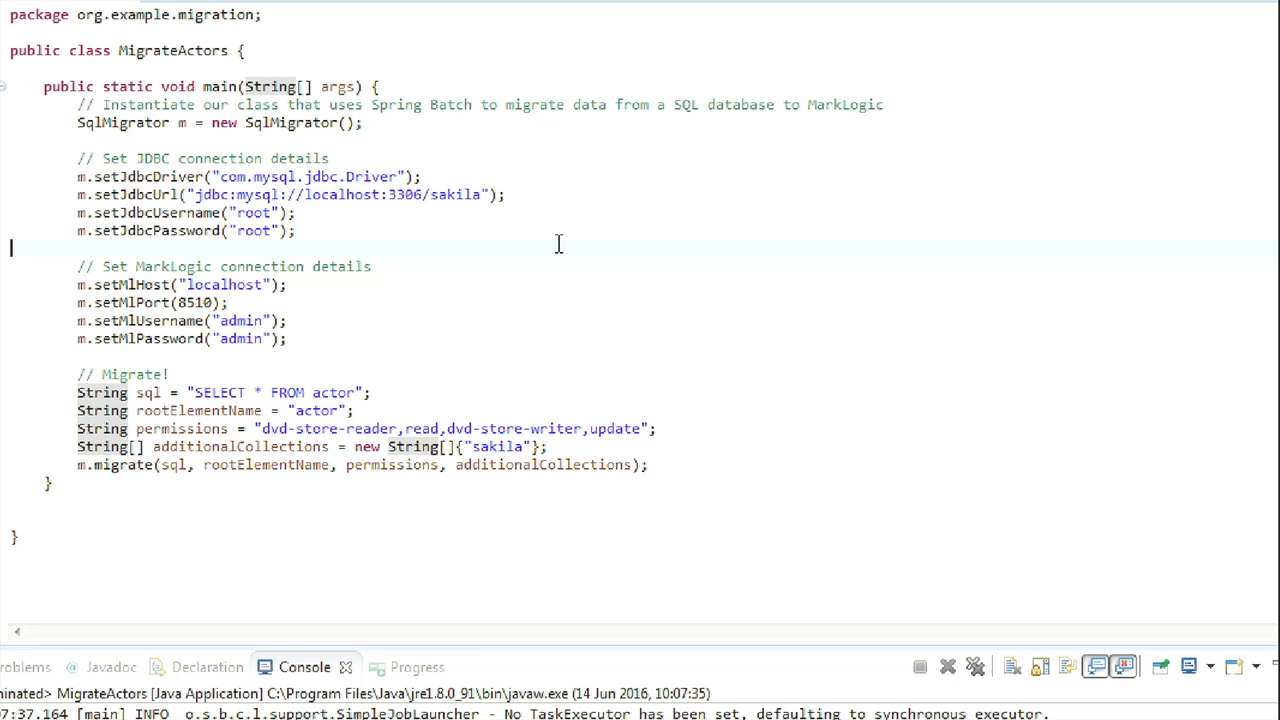 package org.example.migration;
public class MigrateActors {
public static void main(String[] args) {
// Instantiate our class that uses Spring Batch to migrate data from a SQL database to MarkLogic
SqlMigrator m = new SqlMigrator();
// Set JDBC connection details
m.setJdbcDriver("com.mysql.jdbc.Driver");
m.setJdbcUrl("jdbc:mysql://localhost:3306/sakila");
m.setJdbcUsername("root");
m.setJdbcPassword("root");
// Set MarkLogic connection details
m.setMlHost("localhost");
m.setMlPort(8510);
m.setMlUsername("admin");
m.setMlPassword("admin");
// Migrate!
String sql = "SELECT * FROM actor";
String rootElementName = "actor";
String permissions = "dvd-store-reader,read,dvd-store-writer,update";
String[] additionalCollections = new String[]{"sakila"};
m.migrate(sql, rootElementName, permissions, additionalCollections);
}
}
roblems @ Javadoc Declaration Console Progress
minated> MigrateActors [Java Application] C:\Program Files\Java\jre1.8.0_91\bin\javaw.exe (14 Jun 2016, 10:07:35)
07:37.164 [main] INFO o.s.b.c.l.support.SimpleJobLauncher - No TaskExecutor has been set, defaulting to synchronous executor.